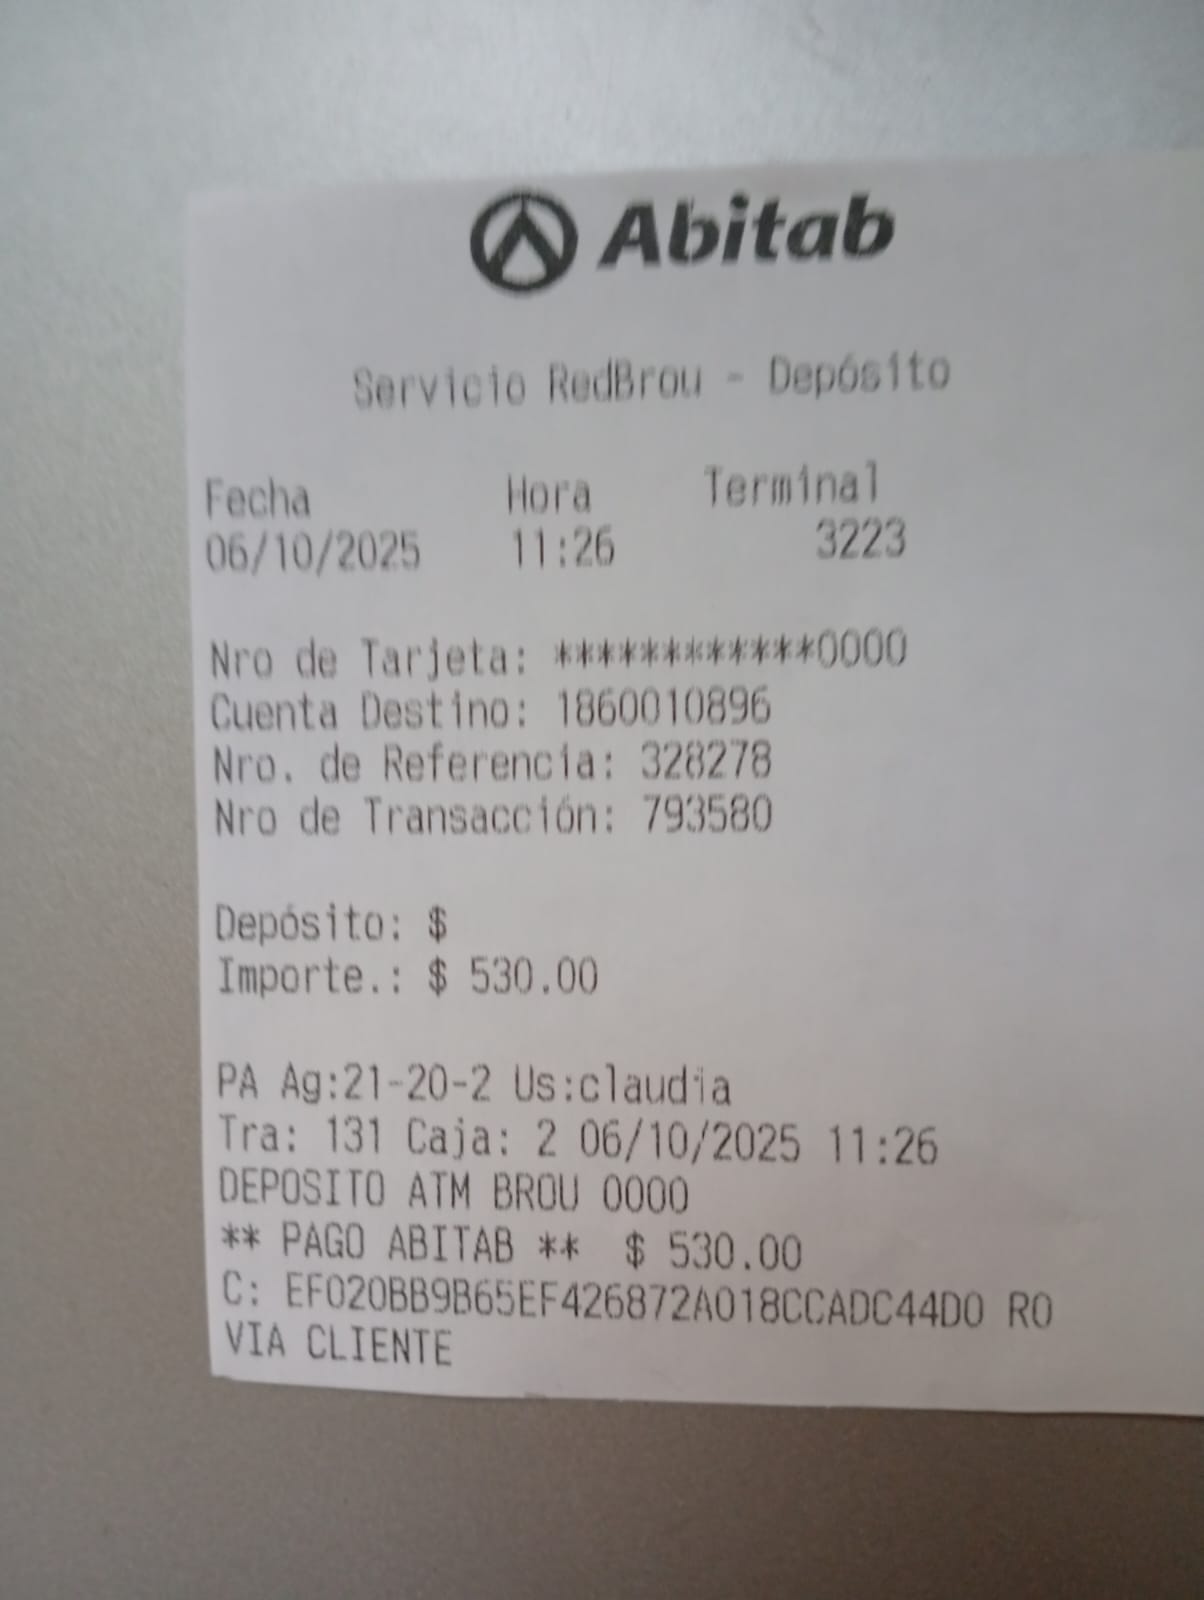 Abitab
Servicio RedBrou - Depósito
Fecha Hora Terminal
06/10/2025 11:26 3223
Nro de Tarjeta: ************0000
Cuenta Destino: 1860010896
Nro. de Referencia: 328278
Nro de Transacción: 793580
Depósito: $
Importe.: $ 530.00
PA Ag:21-20-2 Us:claudia
Tra: 131 Caja: 2 06/10/2025 11:26
DEPOSITO ATM BROU 0000
** PAGO ABITAB ** $ 530.00
C: EF020BB9B65EF426872A018CCADC44D0 R0
VIA CLIENTE